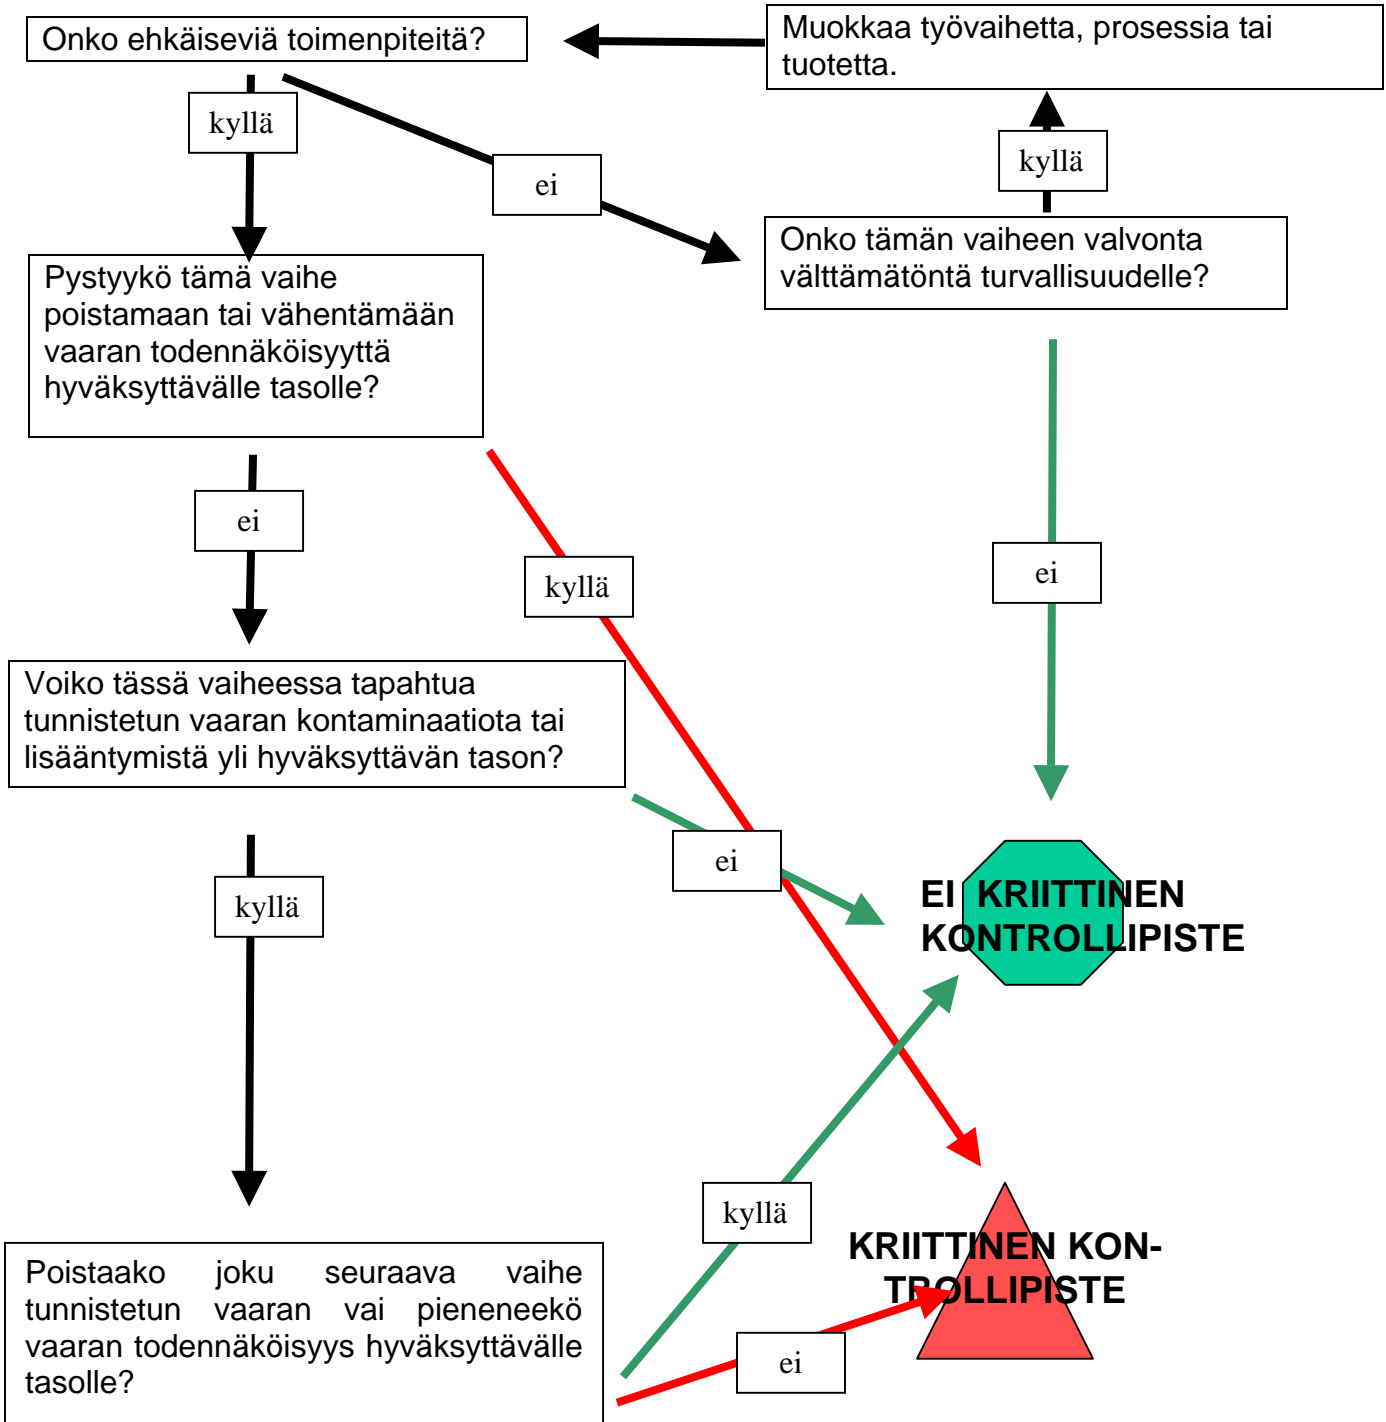 Onko ehkäiseviä toimenpiteitä?
Muokkaa työvaihetta, prosessia tai
tuotetta.
kyllä
ei
kyllä
Onko tämän vaiheen valvonta
välttämätöntä turvallisuudelle?
Pystyykö tämä vaihe
poistamaan tai vähentämään
vaaran todennäköisyyttä
hyväksyttävälle tasolle?
ei
kyllä
ei
Voiko tässä vaiheessa tapahtua
tunnistetun vaaran kontaminaatiota tai
lisääntymistä yli hyväksyttävän tason?
ei
kyllä
EI KRIITTINEN
KONTROLLIPISTE
kyllä
KRIITTINEN KON-
TROLLIPISTE
Poistaako joku seuraava vaihe
tunnistetun vaaran vai pieneneekö
vaaran todennäköisyys hyväksyttävälle
tasolle?
ei